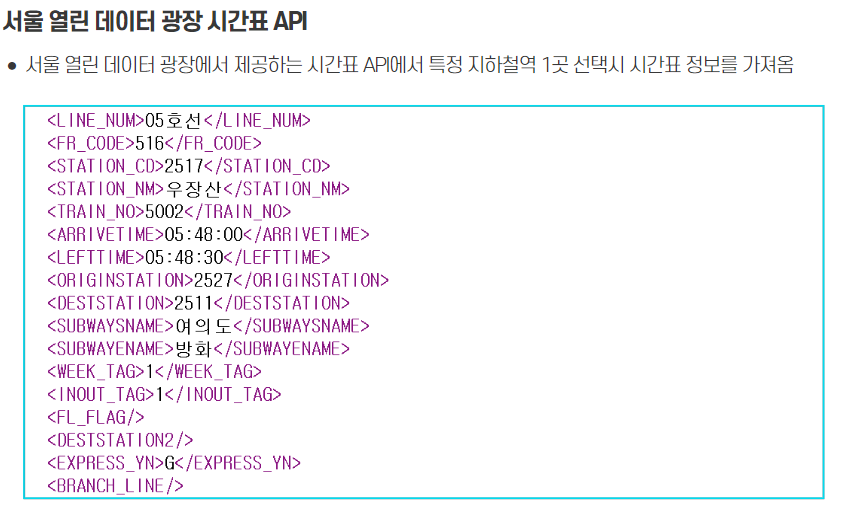 서울 열린 데이터 광장 시간표 API
● 서울 열린 데이터 광장에서 제공하는 시간표 API에서 특정 지하철역 1곳 선택시 시간표 정보를 가져옴
<LINE_NUM>05호선</LINE_NUM>
<FR_CODE>516</FR_CODE>
<STATION_CD>2517</STATION_CD>
<STATION_NM>우장산</STATION_NM>
<TRAIN_NO>5002</TRAIN_NO>
<ARRIVETIME>05:48:00</ARRIVETIME>
<LEFTTIME>05:48:30</LEFTTIME>
<ORIGINSTATION>2527</ORIGINSTATION>
<DESTSTATION>2511</DESTSTATION>
<SUBWAYSNAME>여의도</SUBWAYSNAME>
<SUBWAYENAME>방화</SUBWAYENAME>
<WEEK_TAG>1</WEEK_TAG>
<INOUT_TAG>1</INOUT_TAG>
<FL_FLAG/>
<DESTSTATION2/>
<EXPRESS_YN>G</EXPRESS_YN>
<BRANCH_LINE/>